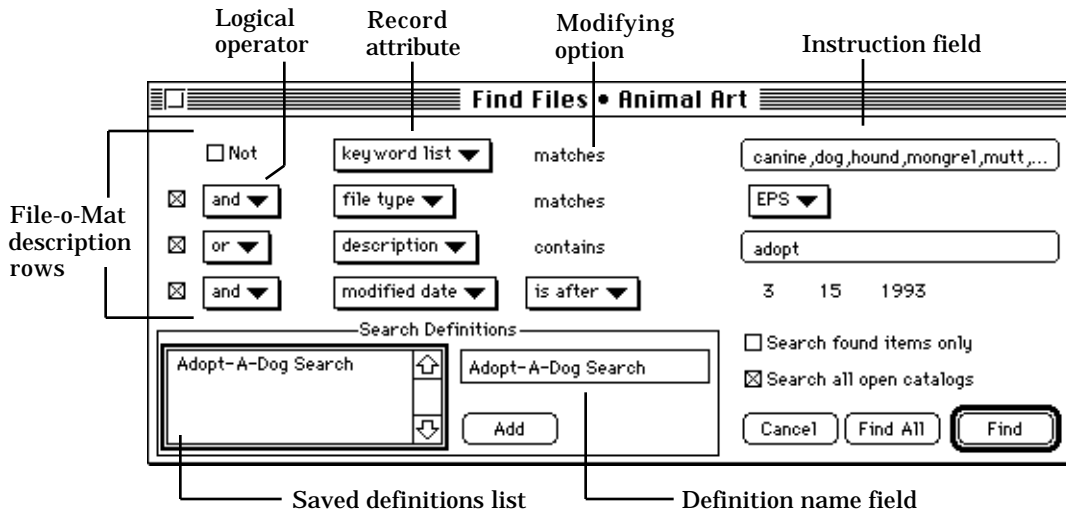 Logical operator
Record attribute
Modifying option
Instruction field
Find Files • Animal Art
Not keyword list matches canine,dog,hound,mongrel,mutt,...
and file type matches EPS
or description contains adopt
and modified date is after 3 15 1993
File-o-Mat description rows
Search Definitions
Adopt-A-Dog Search
Adopt-A-Dog Search
Add
Search found items only
Search all open catalogs
Cancel Find All Find
Saved definitions list
Definition name field